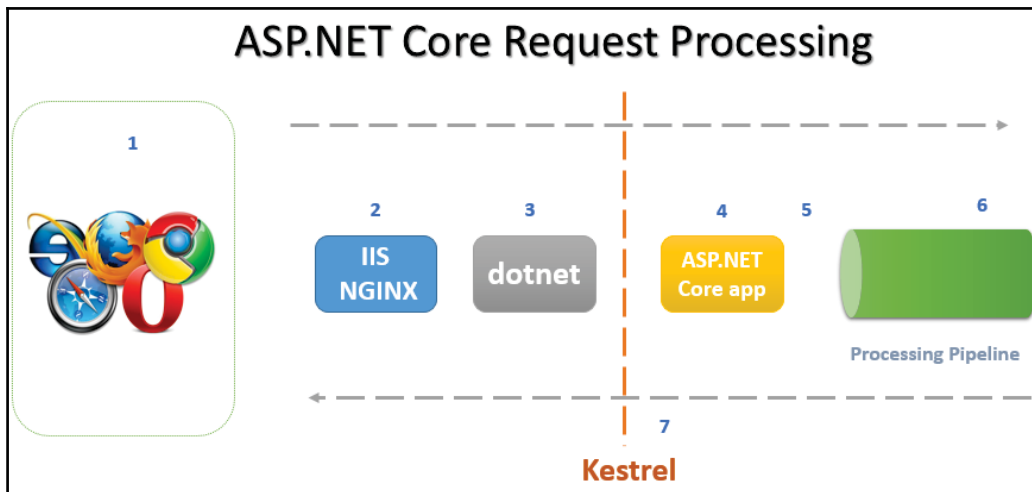 ASP.NET Core Request Processing
1
2
3
4
5
6
IIS
NGINX
dotnet
ASP.NET
Core app
Processing Pipeline
7
Kestrel